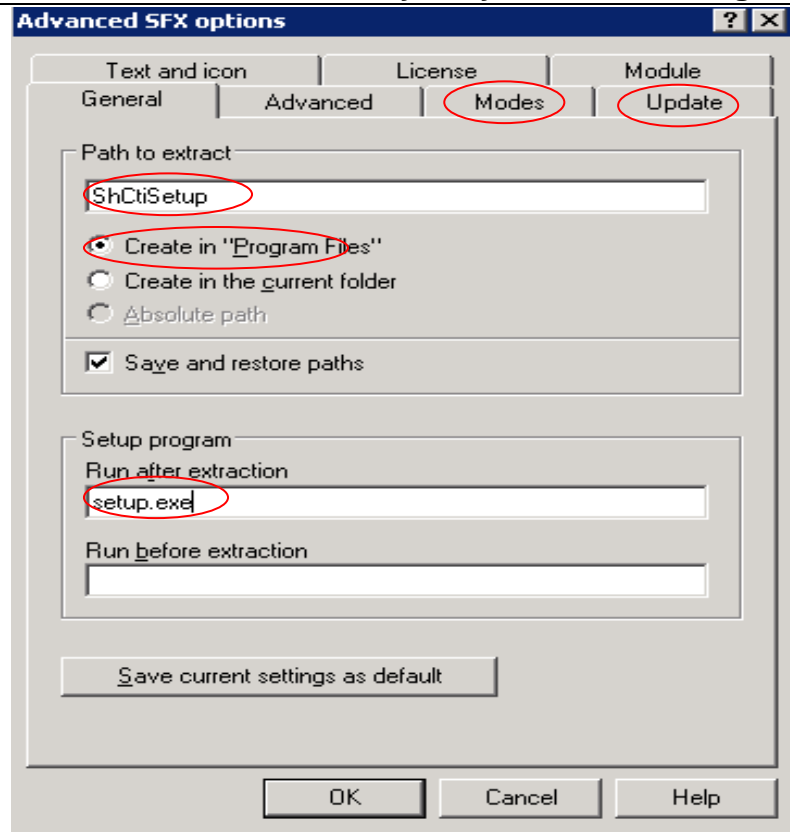 Advanced SFX options
Text and icon License Module
General Advanced Modes Update
Path to extract
ShCtiSetup
Create in "Program Files"
Create in the current folder
Absolute path
Save and restore paths
Setup program
Run after extraction
setup.exe
Run before extraction
Save current settings as default
OK Cancel Help